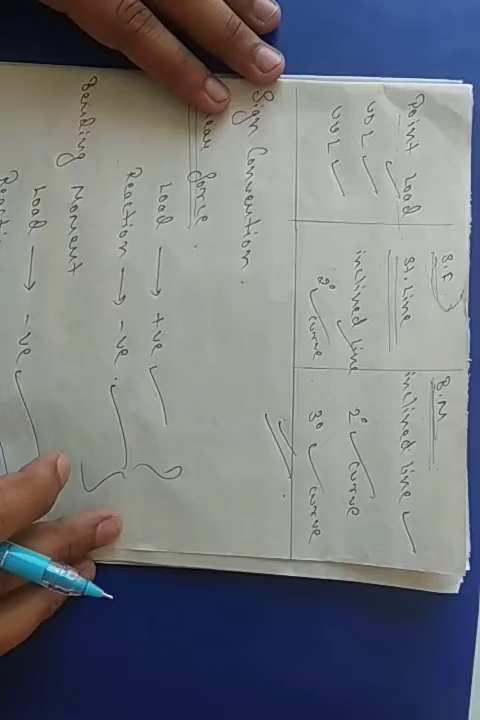 S.F B.M
Point Load St. Line inclined line
UDL inclined line 2° curve
UVL 2° curve 3° curve
Sign Convention.
force.
Load → +ve
Reaction → -ve.
Bending Moment
Load → -ve